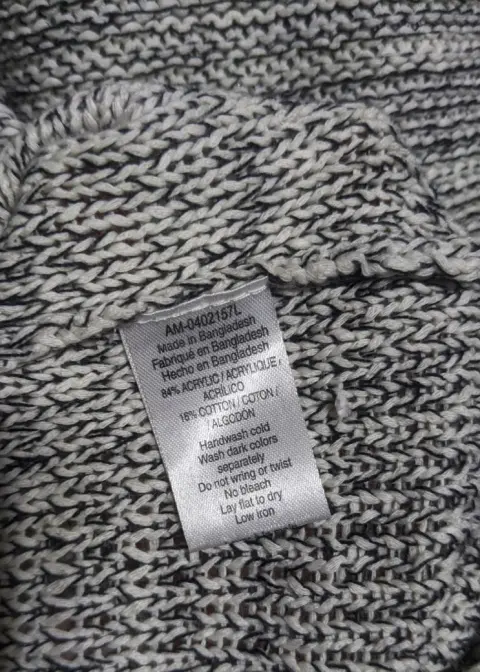 AM-0402157L
Made in Bangladesh
Fabriqué en Bangladesh
Hecho en Bangladesh
84% ACRYLIC / ACRYLIQUE /
ACRÍLICO
16% COTTON / COTON /
/ ALGODÓN
Handwash cold
Wash dark colors
separately
Do not wring or twist
No bleach
Lay flat to dry
Low iron